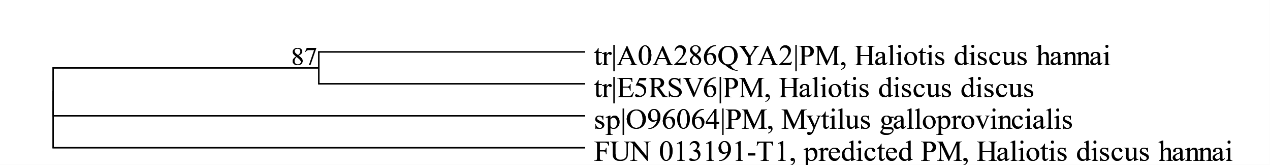 87
tr|A0A286QYA2|PM, Haliotis discus hannai
tr|E5RSV6|PM, Haliotis discus discus
sp|O96064|PM, Mytilus galloprovincialis
FUN 013191-T1, predicted PM, Haliotis discus hannai